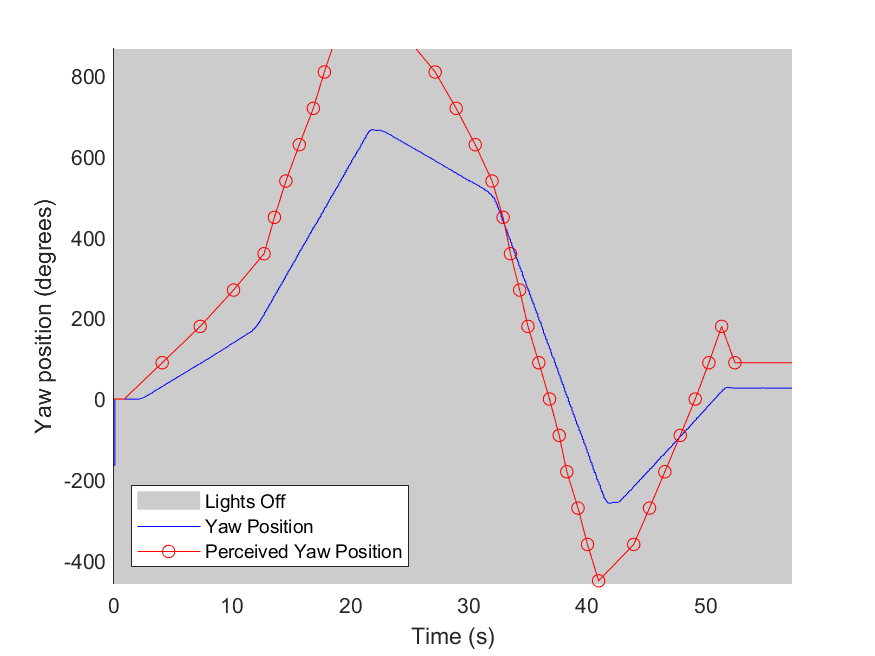 Yaw position (degrees)
800
600
400
200
0
-200
-400
Lights Off
Yaw Position
Perceived Yaw Position
0 10 20 30 40 50
Time (s)